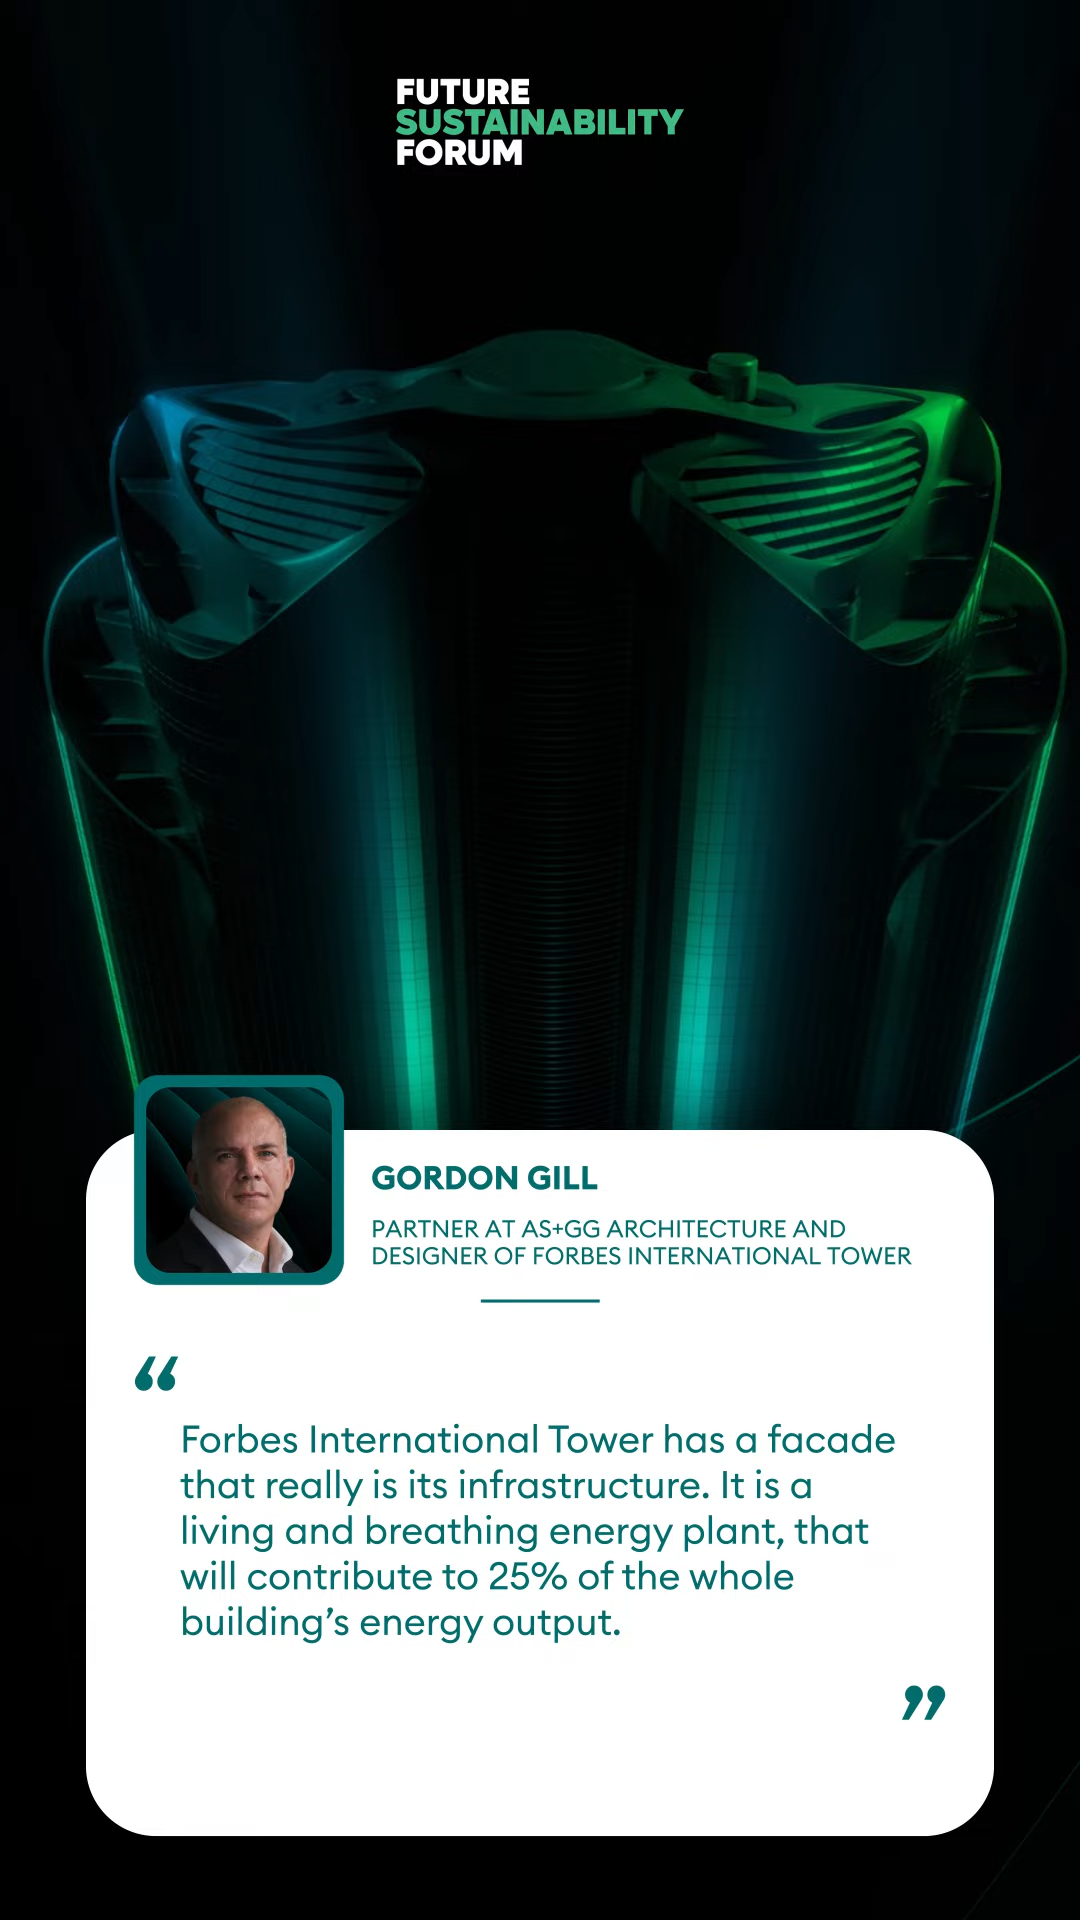 FUTURE
SUSTAINABILITY
FORUM
GORDON GILL
PARTNER AT AS+GG ARCHITECTURE AND
DESIGNER OF FORBES INTERNATIONAL TOWER
“
Forbes International Tower has a facade
that really is its infrastructure. It is a
living and breathing energy plant, that
will contribute to 25% of the whole
building’s energy output.
”